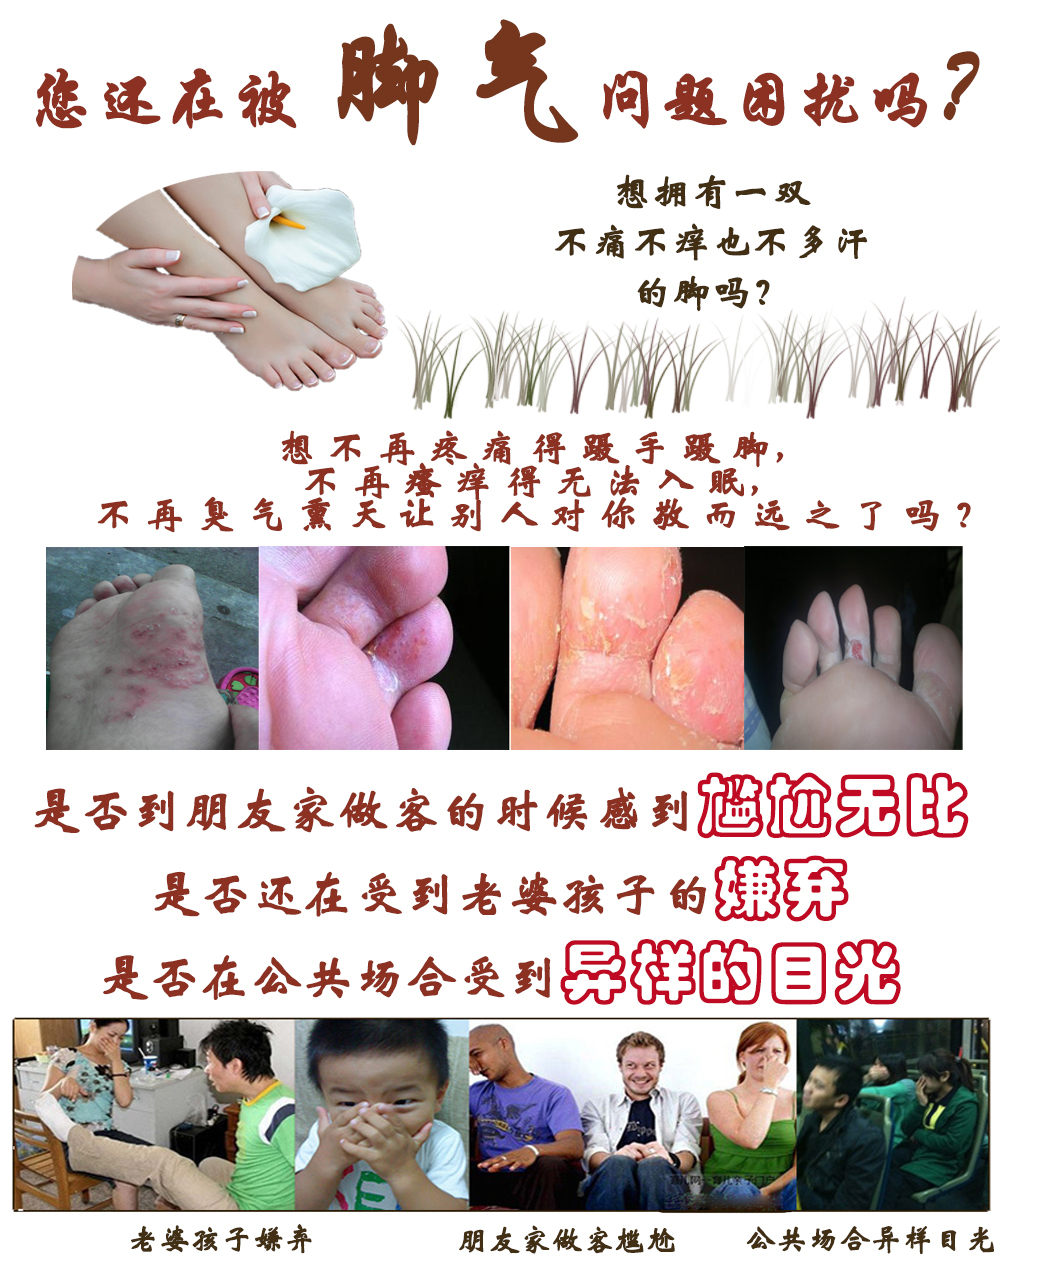 您还在被脚气问题困扰吗?
想拥有一双
不痛不痒也不多汗
的脚吗?
想不再疼痛得蹑手蹑脚,
不再瘙痒得无法入眠,
不再臭气熏天让别人对你敬而远之了吗?
是否到朋友家做客的时候感到尴尬无比
是否还在受到老婆孩子的嫌弃
是否在公共场合受到异样的目光
老婆孩子嫌弃
朋友家做客尴尬
公共场合异样目光